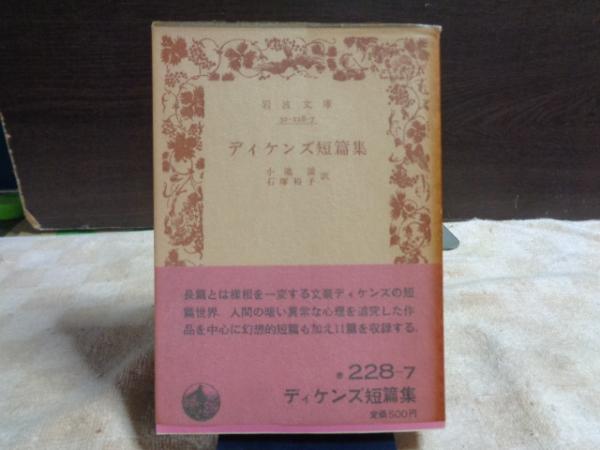 岩波文庫
32-228-7
ディケンズ短篇集
小池滋
石塚裕子 訳
長篇とは様相を一変する文豪ディケンズの短
篇世界.人間の暗い異常な心理を追究した作
品を中心に幻想的短篇も加え11篇を収録する.
赤 228-7
ディケンズ短篇集
定価500円